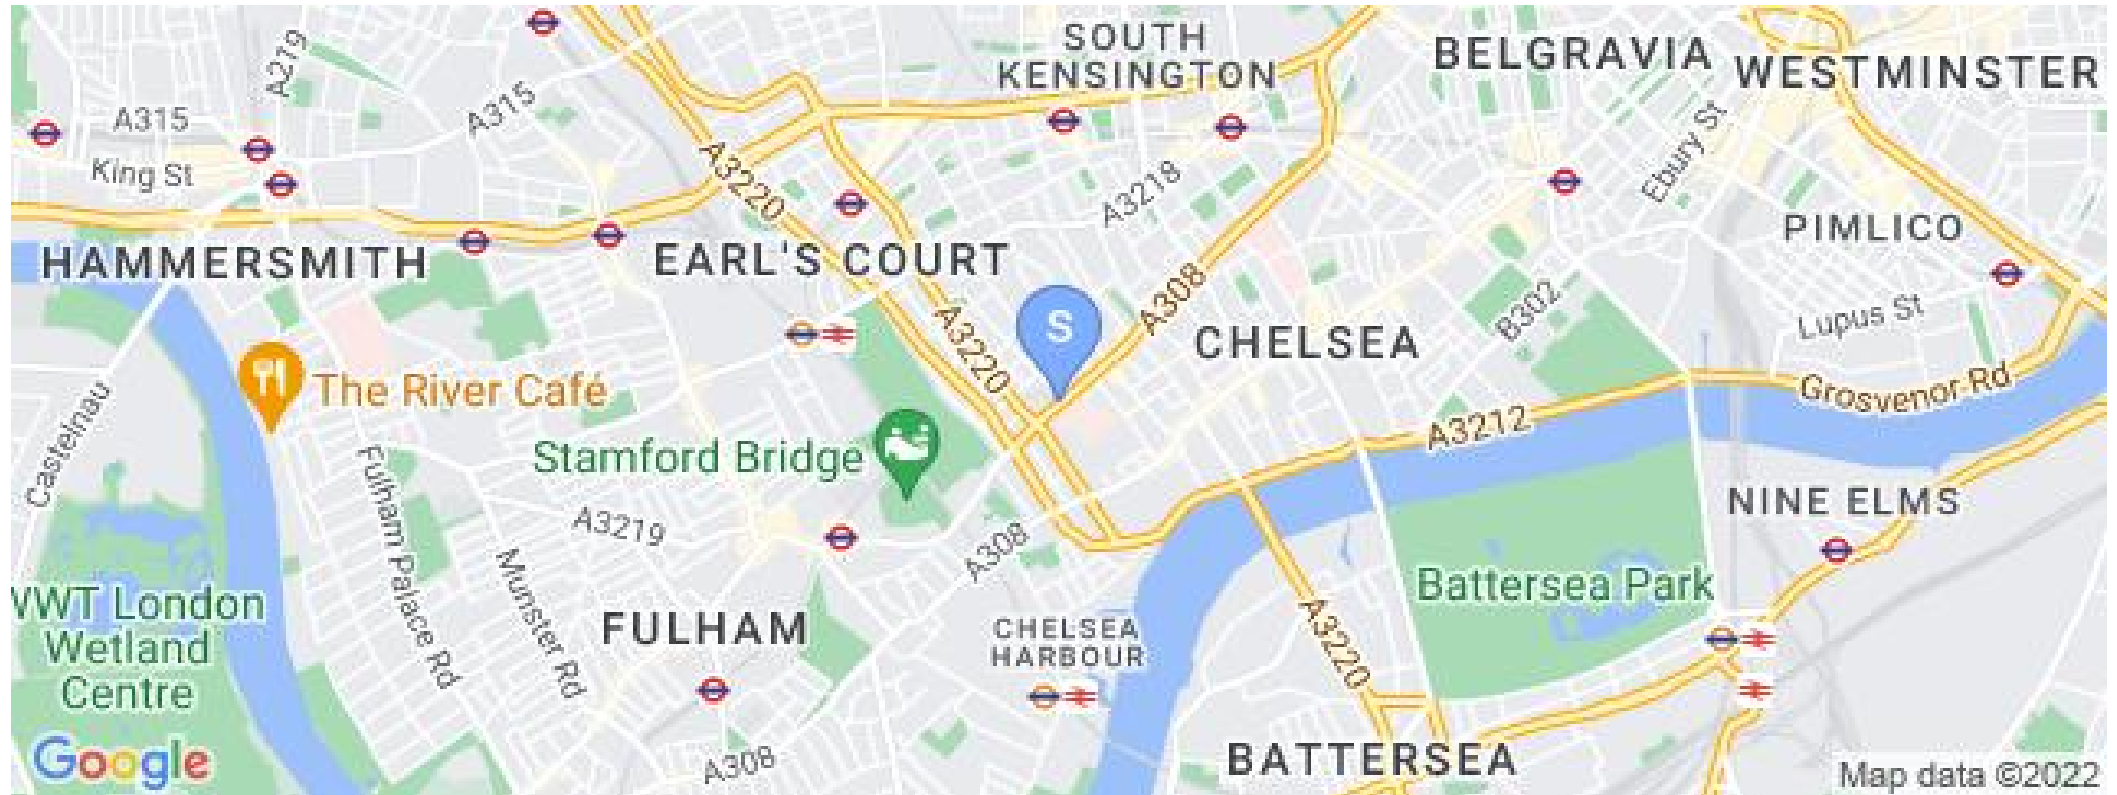 SOUTH
KENSINGTON
BELGRAVIA
WESTMINSTER
A219
A315
A315
King St
A3220
A3218
Ebury St
PIMLICO
HAMMERSMITH
EARL'S COURT
A308
S
A3220
CHELSEA
B302
Lupus St
The River Café
Grosvenor Rd
Castelnau
Stamford Bridge
A3212
Fulham Palace Rd
A3219
Munster Rd
A308
NINE ELMS
WWT London
Wetland
Centre
Battersea Park
FULHAM
CHELSEA
HARBOUR
A3220
Google
A308
BATTERSEA
Map data ©2022